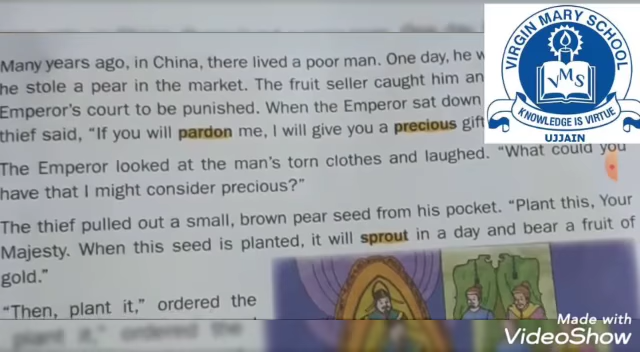 Many years ago, in China, there lived a poor man. One day, he
he stole a pear in the market. The fruit seller caught him an
Emperor's court to be punished. When the Emperor sat down
thief said, "If you will pardon me, I will give you a precious gift
The Emperor looked at the man's torn clothes and laughed. "What could you
have that I might consider precious?"
The thief pulled out a small, brown pear seed from his pocket. "Plant this, Your
Majesty. When this seed is planted, it will sprout in a day and bear a fruit of
gold."
"Then, plant it," ordered the
VIRGIN MARY SCHOOL
VMS
KNOWLEDGE IS VIRTUE
UJJAIN
Made with
VideoShow